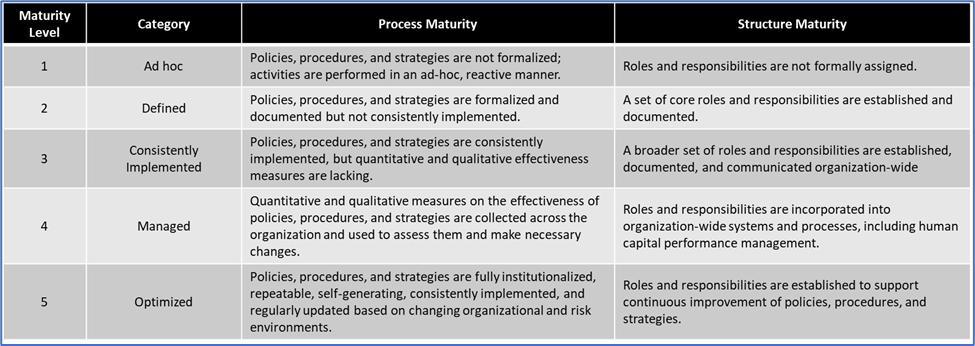 Maturity Level
Category
Process Maturity
Structure Maturity
1
Ad hoc
Policies, procedures, and strategies are not formalized;
activities are performed in an ad-hoc, reactive manner.
Roles and responsibilities are not formally assigned.
2
Defined
Policies, procedures, and strategies are formalized and
documented but not consistently implemented.
A set of core roles and responsibilities are established and
documented.
3
Consistently
Implemented
Policies, procedures, and strategies are consistently
implemented, but quantitative and qualitative effectiveness
measures are lacking.
A broader set of roles and responsibilities are established,
documented, and communicated organization-wide
4
Managed
Quantitative and qualitative measures on the effectiveness of
policies, procedures, and strategies are collected across the
organization and used to assess them and make necessary
changes.
Roles and responsibilities are incorporated into
organization-wide systems and processes, including human
capital performance management.
5
Optimized
Policies, procedures, and strategies are fully institutionalized,
repeatable, self-generating, consistently implemented, and
regularly updated based on changing organizational and risk
environments.
Roles and responsibilities are established to support
continuous improvement of policies, procedures, and
strategies.